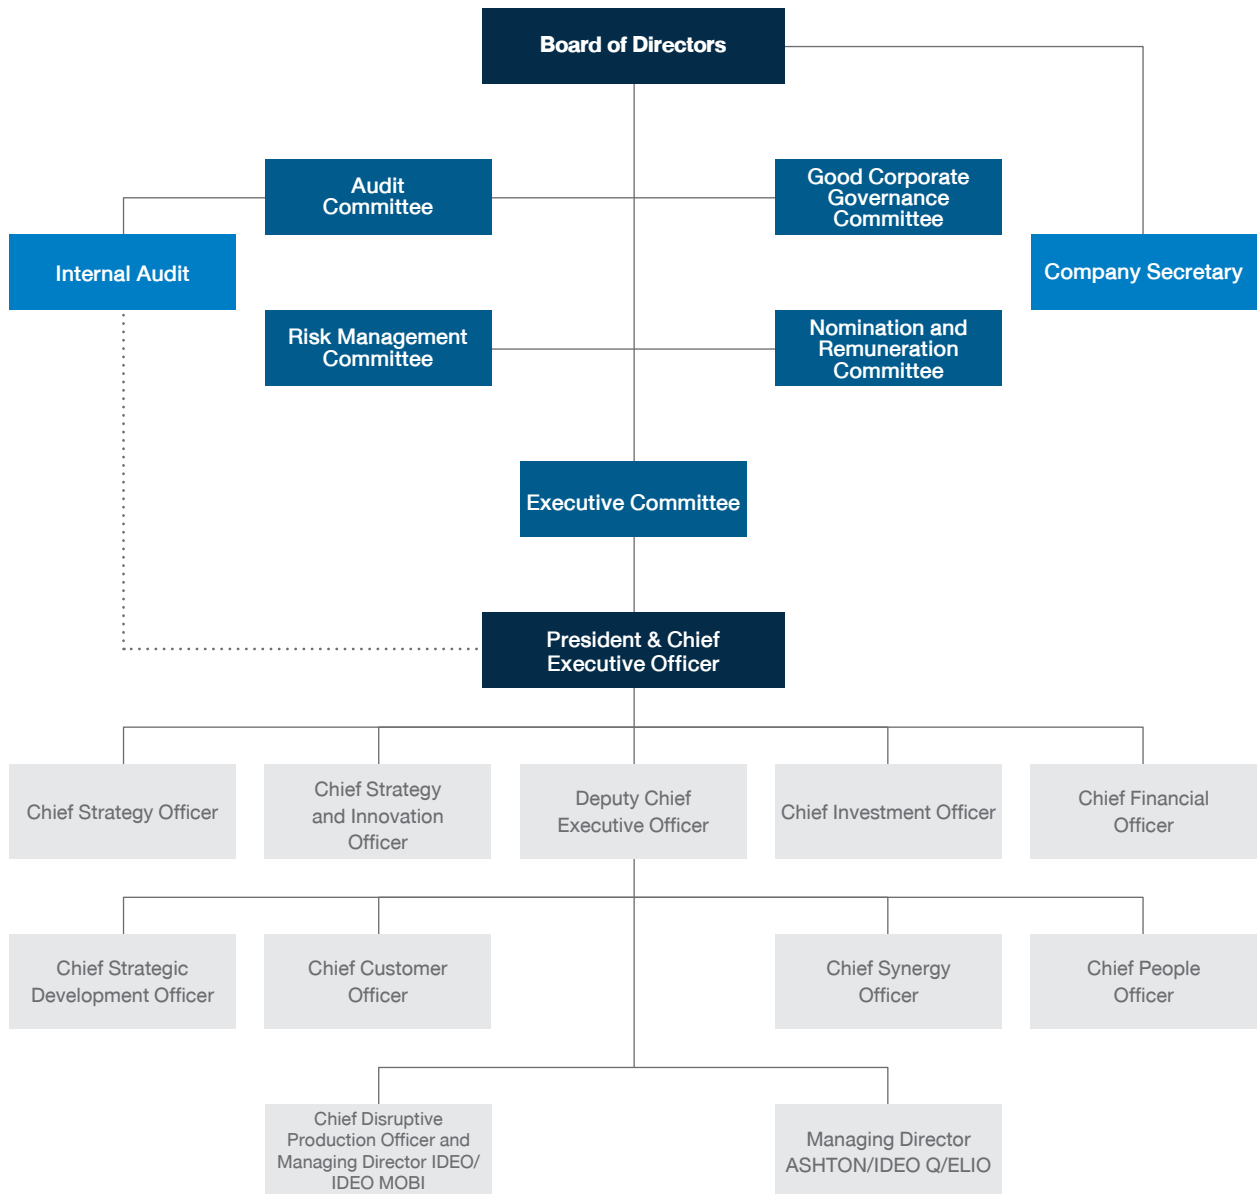 Board of Directors
Audit
Committee
Good Corporate
Governance
Committee
Internal Audit
Company Secretary
Risk Management
Committee
Nomination and
Remuneration
Committee
Executive Committee
President & Chief
Executive Officer
Chief Strategy Officer
Chief Strategy
and Innovation
Officer
Deputy Chief
Executive Officer
Chief Investment Officer
Chief Financial
Officer
Chief Strategic
Development Officer
Chief Customer
Officer
Chief Synergy
Officer
Chief People
Officer
Chief Disruptive
Production Officer and
Managing Director IDEO/
IDEO MOBI
Managing Director
ASHTON/IDEO Q/ELIO